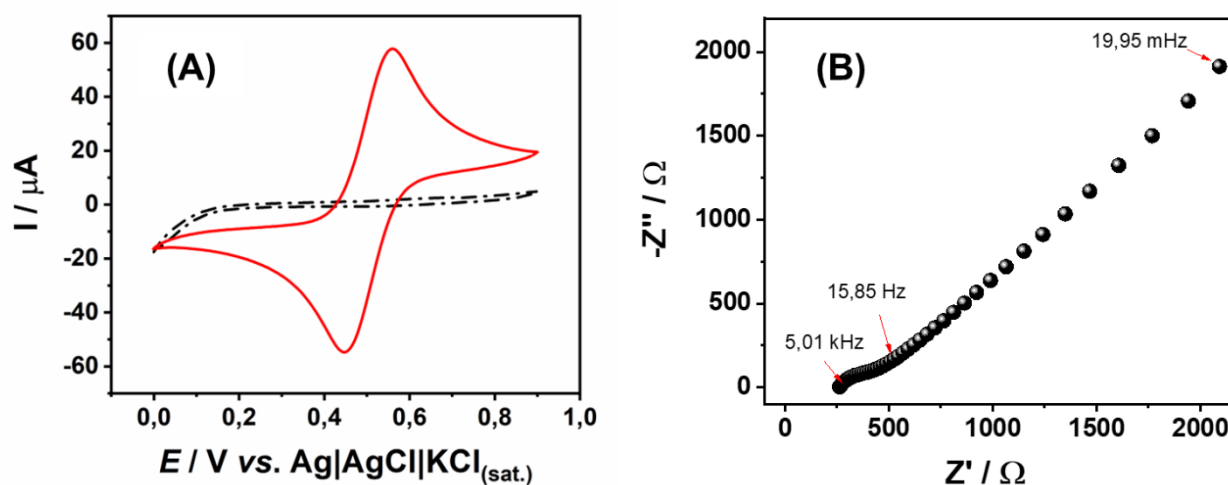 (A)
I / μA
60
40
20
0
-20
-40
-60
0,0
0,2
0,4
0,6
0,8
1,0
E / V vs. Ag|AgCl|KCl(sat.)
(B)
-Z'' / Ω
2000
1500
1000
500
0
19,95 mHz
15,85 Hz
5,01 kHz
0
500
1000
1500
2000
Z' / Ω